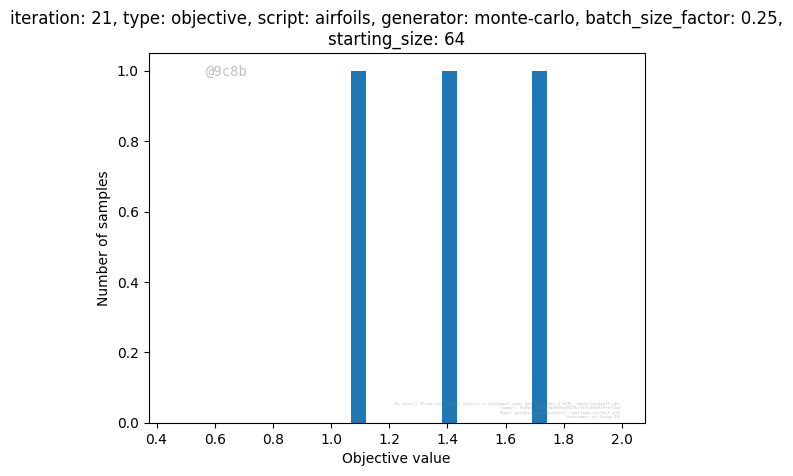 iteration: 21, type: objective, script: airfoils, generator: monte-carlo, batch_size_factor: 0.25,
starting_size: 64
@9c8b
1.0
0.8
0.6
0.4
0.2
0.0
Number of samples
0.4 0.6 0.8 1.0 1.2 1.4 1.6 1.8 2.0
Objective value